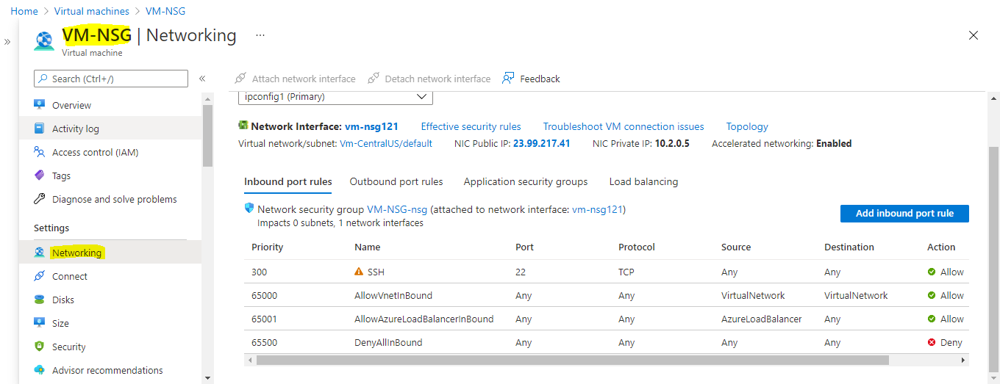 Home > Virtual machines > VM-NSG
VM-NSG | Networking ...
Virtual machine
Search (Ctrl+/)
Overview
Activity log
Access control (IAM)
Tags
Diagnose and solve problems
Settings
Networking
Connect
Disks
Size
Security
Advisor recommendations
Attach network interface Detach network interface Feedback
ipconfig1 (Primary)
Network Interface: vm-nsg121 Effective security rules Troubleshoot VM connection issues Topology
Virtual network/subnet: Vm-CentralUS/default NIC Public IP: 23.99.217.41 NIC Private IP: 10.2.0.5 Accelerated networking: Enabled
Inbound port rules Outbound port rules Application security groups Load balancing
Network security group VM-NSG-nsg (attached to network interface: vm-nsg121)
Impacts 0 subnets, 1 network interfaces
Add inbound port rule
Priority Name Port Protocol Source Destination Action
300 SSH 22 TCP Any Any Allow
65000 AllowVnetInBound Any Any VirtualNetwork VirtualNetwork Allow
65001 AllowAzureLoadBalancerInBound Any Any AzureLoadBalancer Any Allow
65500 DenyAllInBound Any Any Any Any Deny